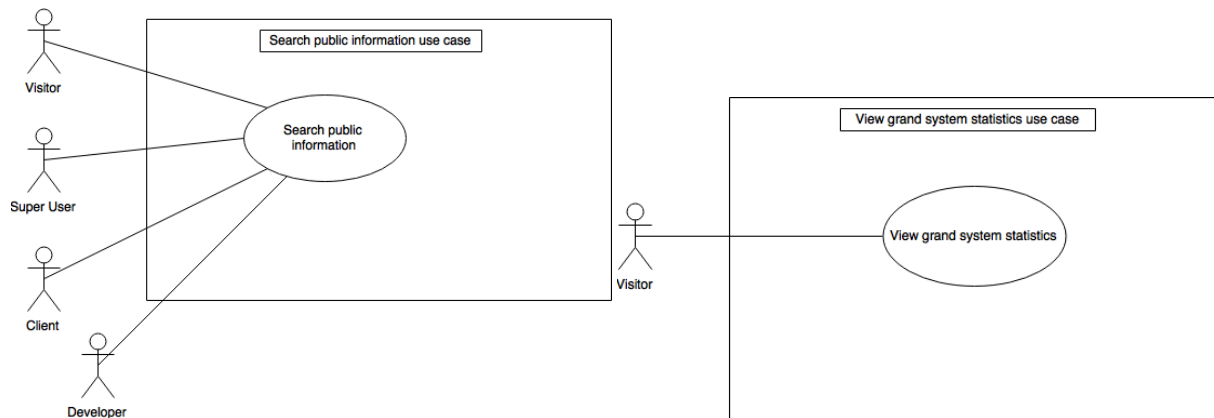 Search public information use case
Visitor
Search public
information
Super User
Client
Developer
View grand system statistics use case
View grand system statistics
Visitor